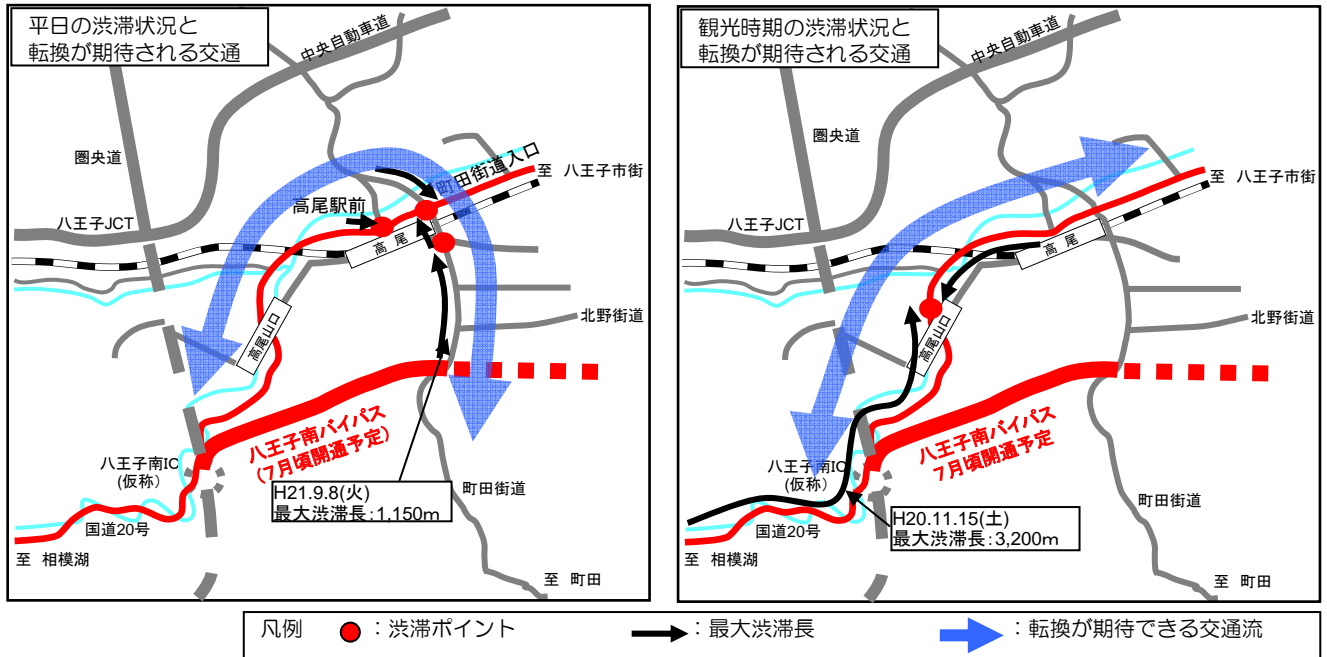 平日の渋滞状況と
転換が期待される交通
中央自動車道
圏央道
町田街道入口
至 八王子市街
高尾駅前
八王子JCT
高 尾
北野街道
高尾山口
八王子南バイパス
(7月頃開通予定)
八王子南IC
(仮称)
H21.9.8(火)
最大渋滞長:1,150m
町田街道
国道20号
至 相模湖
至 町田
観光時期の渋滞状況と
転換が期待される交通
中央自動車道
圏央道
至 八王子市街
八王子JCT
高 尾
北野街道
高尾山口
八王子南バイパス
7月頃開通予定
八王子南IC
(仮称)
H20.11.15(土)
最大渋滞長:3,200m
町田街道
国道20号
至 相模湖
至 町田
凡例 :渋滞ポイント :最大渋滞長 :転換が期待できる交通流